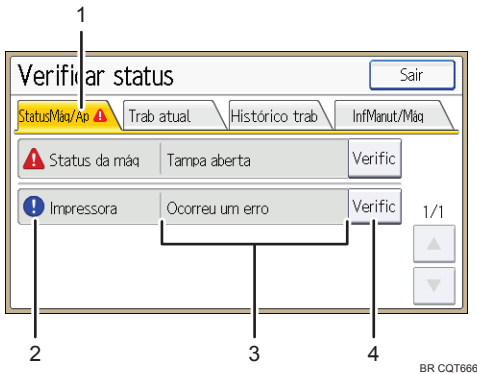 1
Verificar status
Sair
StatusMáq/Ap
Trab atual
Histórico trab
InfManut/Máq
Status da máq
Tampa aberta
Verific
Impressora
Ocorreu um erro
Verific
1/1
2
3
4
BR CQT666